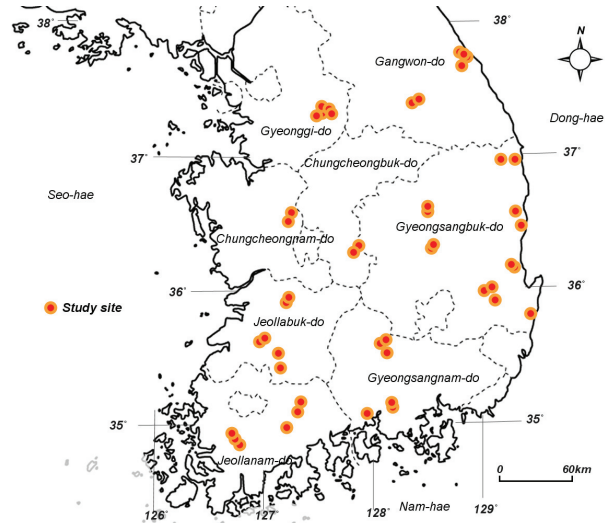 38°
38°
Gangwon-do
N
Dong-hae
Gyeonggi-do
37°
37°
Chungcheongbuk-do
Seo-hae
Gyeongsangbuk-do
Chungcheongnam-do
36°
36°
Study site
Jeollabuk-do
Gyeongsangnam-do
35°
35°
Jeollanam-do
0 60km
126°
127°
128°
129°
Nam-hae